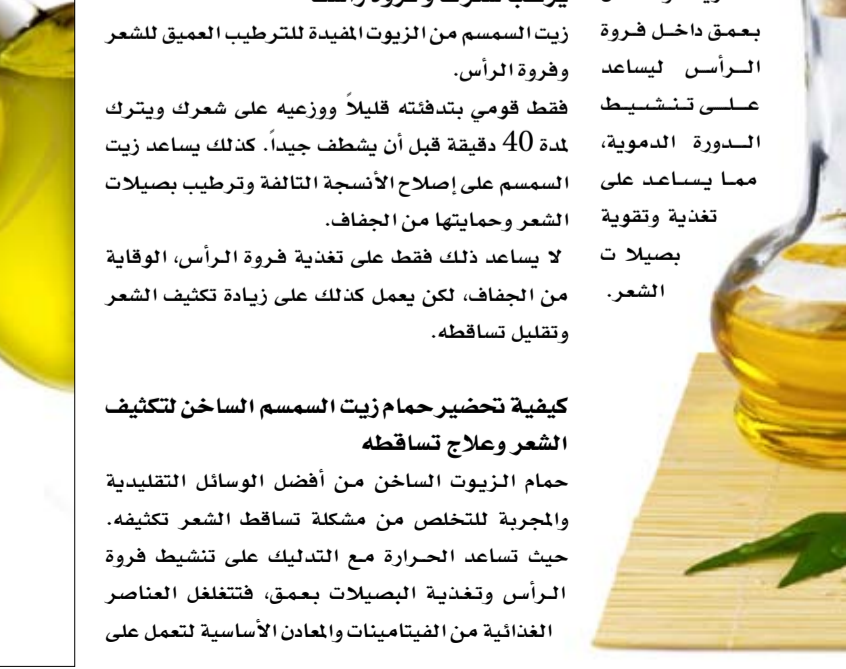 بعمق داخل فروة
الرأس ليساعد
على تنشيط
الدورة الدموية،
مما يساعد على
تغذية وتقوية
بصيلا ت
الشعر.
زيت السمسم من الزيوت المفيدة للترطيب العميق للشعر
وفروة الرأس.
فقط قومي بتدفئته قليلاً ووزعيه على شعرك ويترك
لمدة 40 دقيقة قبل أن يشطف جيداً. كذلك يساعد زيت
السمسم على إصلاح الأنسجة التالفة وترطيب بصيلات
الشعر وحمايتها من الجفاف.
لا يساعد ذلك فقط على تغذية فروة الرأس، الوقاية
من الجفاف، لكن يعمل كذلك على زيادة تكثيف الشعر
وتقليل تساقطه.
كيفية تحضير حمام زيت السمسم الساخن لتكثيف
الشعر وعلاج تساقطه
حمام الزيوت الساخن من أفضل الوسائل التقليدية
والمجربة للتخلص من مشكلة تساقط الشعر تكثيفه.
حيث تساعد الحرارة مع التدليك على تنشيط فروة
الرأس وتغذية البصيلات بعمق، فتتغلغل العناصر
الغذائية من الفيتامينات والمعادن الأساسية لتعمل على